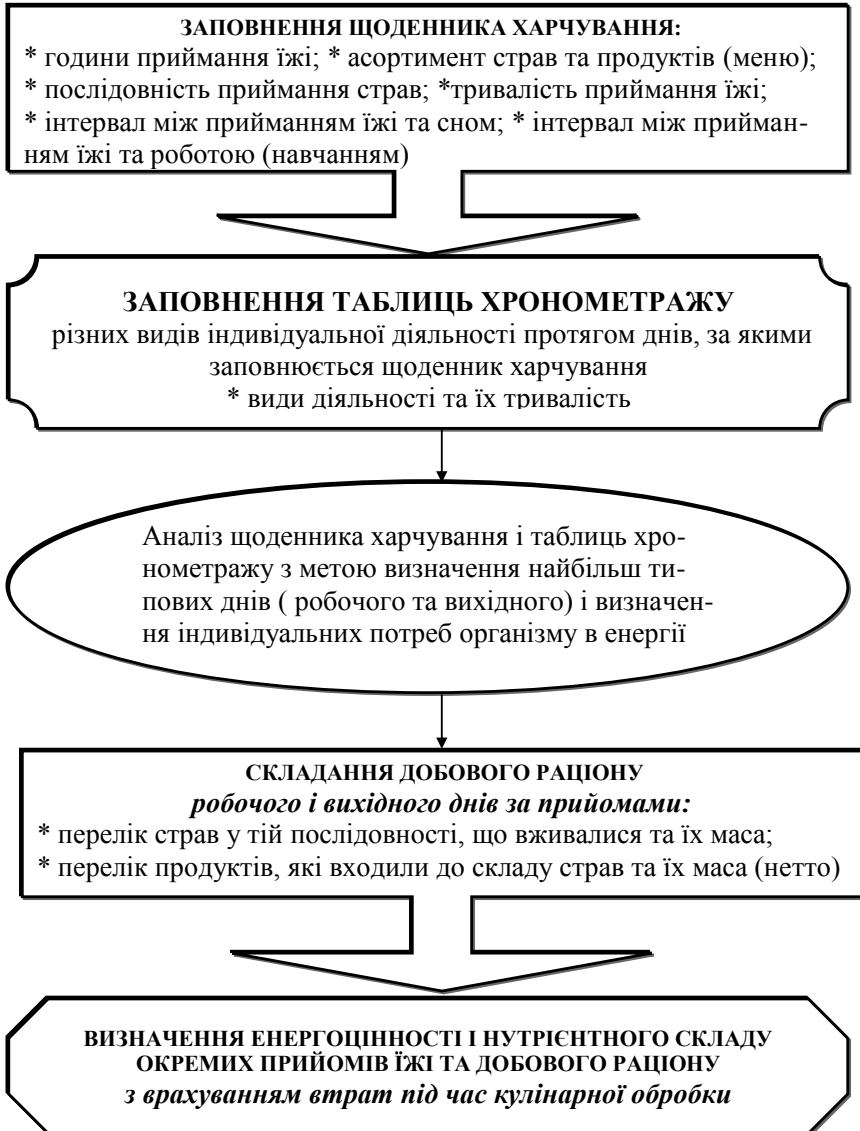 ЗАПОВНЕННЯ ЩОДЕННИКА ХАРЧУВАННЯ:
* години приймання їжі; * асортимент страв та продуктів (меню);
* послідовність приймання страв; *тривалість приймання їжі;
* інтервал між прийманням їжі та сном; * інтервал між прийман-
ням їжі та роботою (навчанням)
ЗАПОВНЕННЯ ТАБЛИЦЬ ХРОНОМЕТРАЖУ
різних видів індивідуальної діяльності протягом днів, за якими
заповнюється щоденник харчування
* види діяльності та їх тривалість
Аналіз щоденника харчування і таблиць хро-
нометражу з метою визначення найбільш ти-
пових днів ( робочого та вихідного) і визначен-
ня індивідуальних потреб організму в енергії
СКЛАДАННЯ ДОБОВОГО РАЦІОНУ
робочого і вихідного днів за прийомами:
* перелік страв у тій послідовності, що вживалися та їх маса;
* перелік продуктів, які входили до складу страв та їх маса (нетто)
ВИЗНАЧЕННЯ ЕНЕРГОЦІННОСТІ І НУТРІЄНТНОГО СКЛАДУ
ОКРЕМИХ ПРИЙОМІВ ЇЖІ ТА ДОБОВОГО РАЦІОНУ
з врахуванням втрат під час кулінарної обробки